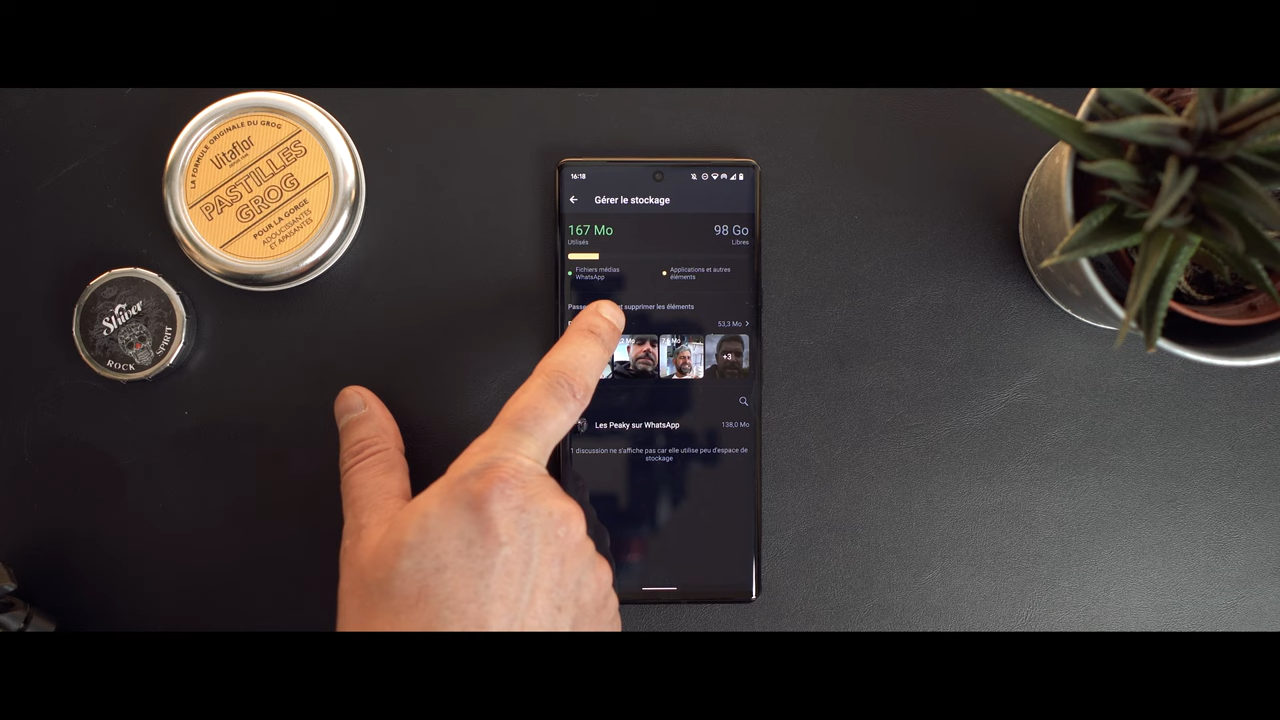 LA FORMULE ORIGINALE DU GROG
Vitaflor
PASTILLES
GROG
POUR LA GORGE
ADOUCISSANTES
ET APAISANTES
Shiver
ROCK SPIRIT
16:18
Gérer le stockage
167 Mo
98 Go
Utilisés
Libres
Fichiers médias
WhatsApp
Applications et autres
éléments
supprimer les éléments
53,3 Mo
+3
Les Peaky sur WhatsApp
138,0 Mo
1 discussion ne s'affiche pas car elle utilise peu d'espace de
stockage